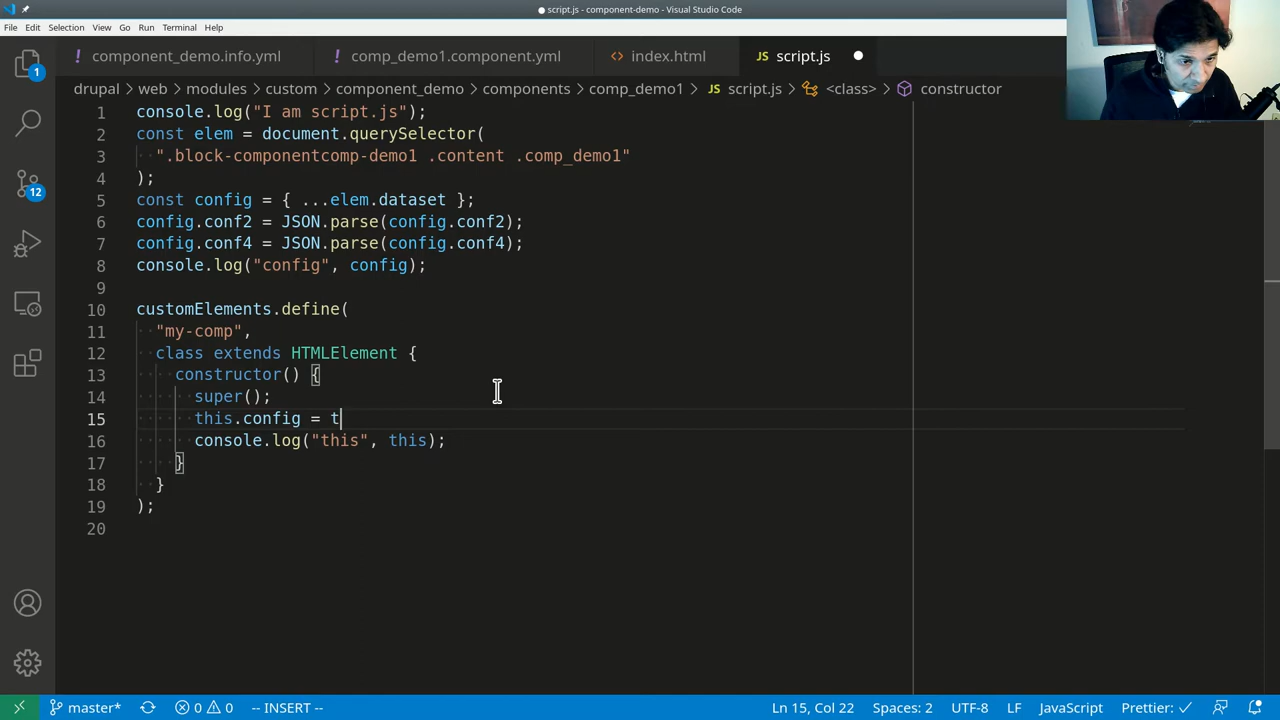 script.js - component-demo - Visual Studio Code
File Edit Selection View Go Run Terminal Help
component_demo.info.yml comp_demo1.component.yml index.html JS script.js
drupal > web > modules > custom > component_demo > components > comp_demo1 > JS script.js > <class> > constructor
1 console.log("I am script.js");
2 const elem = document.querySelector(
3 ".block-componentcomp-demo1 .content .comp_demo1"
4 );
5 const config = { ...elem.dataset };
6 config.conf2 = JSON.parse(config.conf2);
7 config.conf4 = JSON.parse(config.conf4);
8 console.log("config", config);
9
10 customElements.define(
11 "my-comp",
12 class extends HTMLElement {
13 constructor() {
14 super();
15 this.config = t
16 console.log("this", this);
17 }
18 }
19 );
20
1
12
master* 0 0 -- INSERT -- Ln 15, Col 22 Spaces: 2 UTF-8 LF JavaScript Prettier: ✓